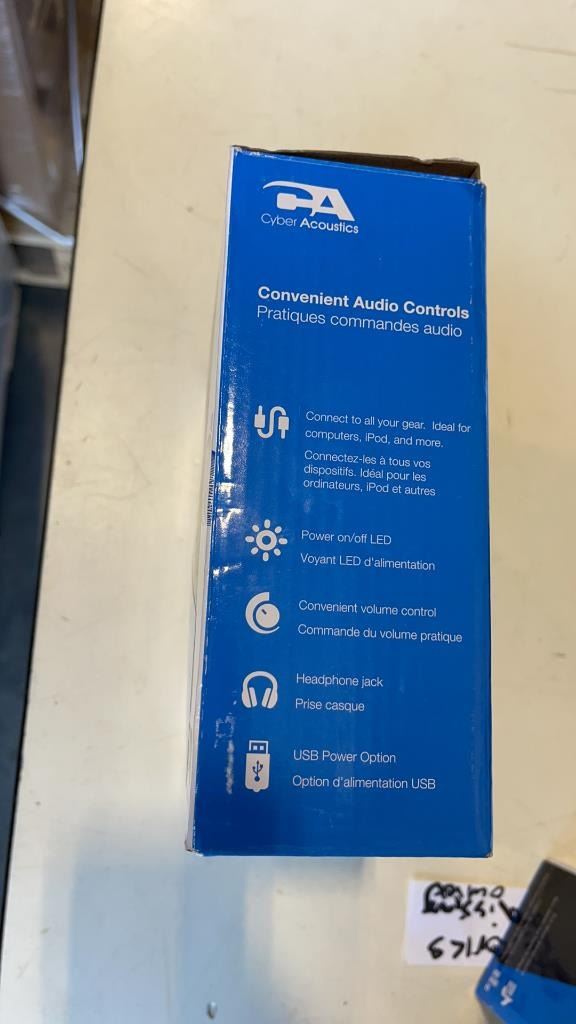 CA
Cyber Acoustics
Convenient Audio Controls
Pratiques commandes audio
Connect to all your gear. Ideal for
computers, iPod, and more.
Connectez-les à tous vos
dispositifs. Idéal pour les
ordinateurs, iPod et autres
Power on/off LED
Voyant LED d'alimentation
Convenient volume control
Commande du volume pratique
Headphone jack
Prise casque
USB Power Option
Option d'alimentation USB